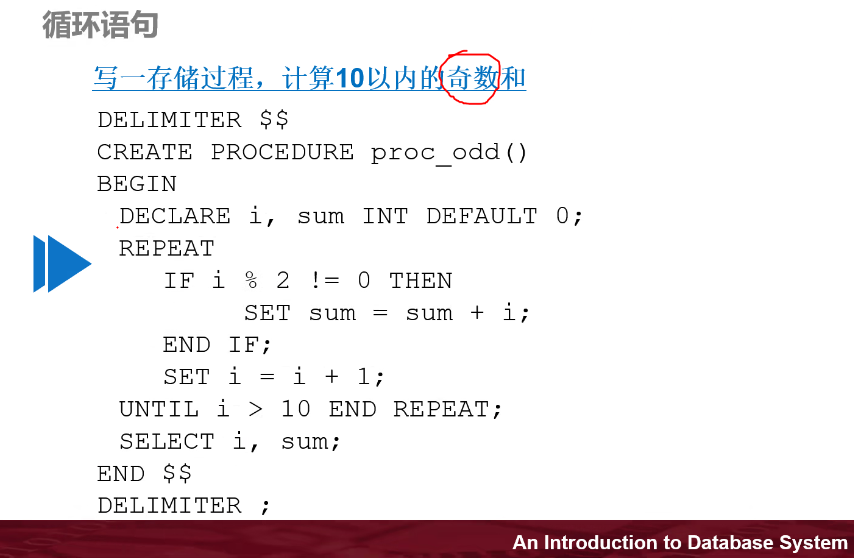 循环语句
写一存储过程，计算10以内的奇数和
DELIMITER $$
CREATE PROCEDURE proc_odd()
BEGIN
DECLARE i, sum INT DEFAULT 0;
REPEAT
IF i % 2 != 0 THEN
SET sum = sum + i;
END IF;
SET i = i + 1;
UNTIL i > 10 END REPEAT;
SELECT i, sum;
END $$
DELIMITER ;
An Introduction to Database System